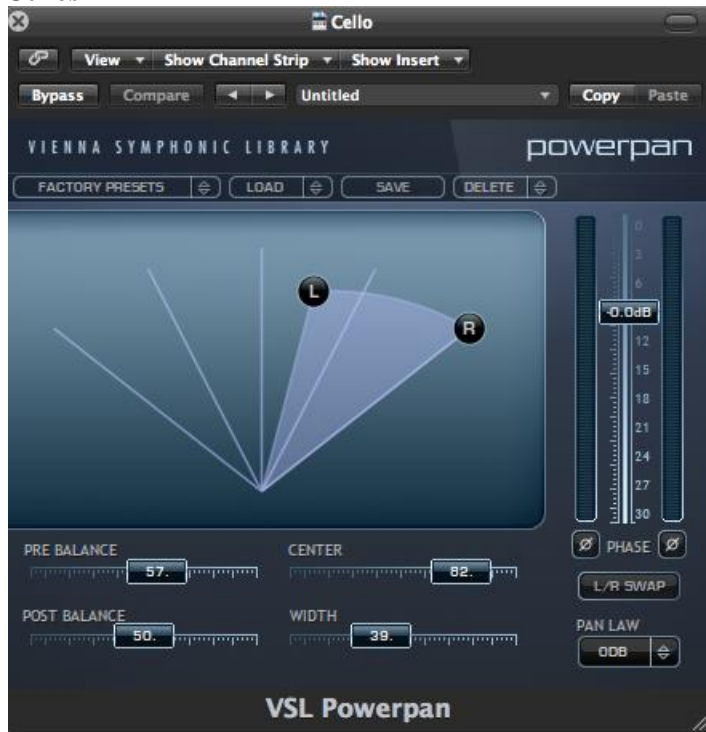 Cello
View Show Channel Strip Show Insert
Bypass Compare Untitled Copy Paste
VIENNA SYMPHONIC LIBRARY powerpan
FACTORY PRESETS LOAD SAVE DELETE
L
R
0
3
6
-0.0dB
12
15
18
21
24
27
30
PRE BALANCE CENTER Ø PHASE Ø
57. 82.
L/R SWAP
POST BALANCE WIDTH
50. 39.
PAN LAW
0DB
VSL Powerpan